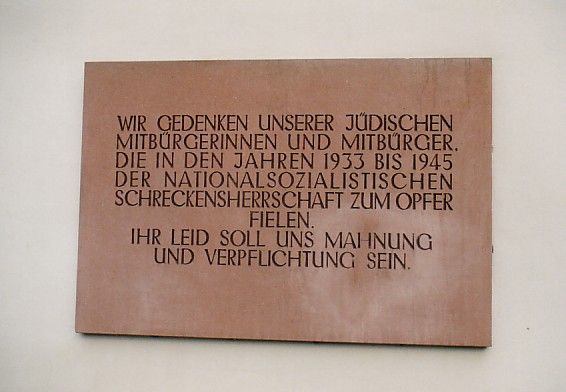 WIR GEDENKEN UNSERER JÜDISCHEN
MITBÜRGERINNEN UND MITBÜRGER.
DIE IN DEN JAHREN 1933 BIS 1945
DER NATIONALSOZIALISTISCHEN
SCHRECKENSHERRSCHAFT ZUM OPFER
FIELEN.
IHR LEID SOLL UNS MAHNUNG
UND VERPFLICHTUNG SEIN.